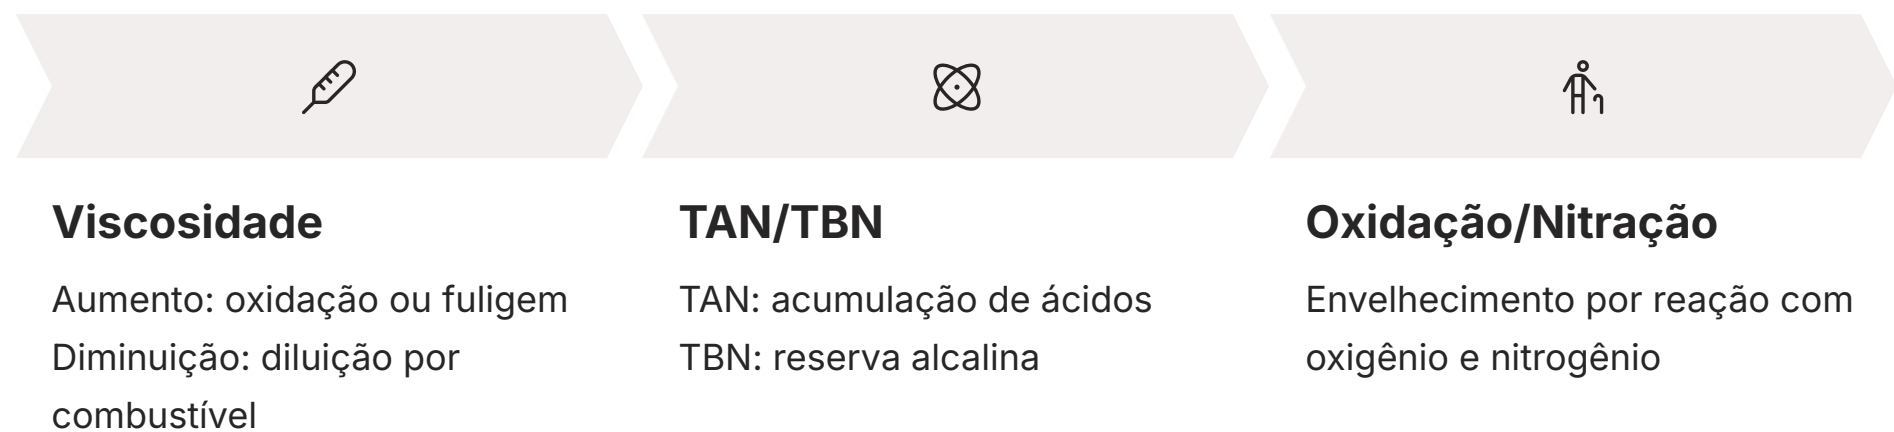 Viscosidade
Aumento: oxidação ou fuligem
Diminuição: diluição por
combustível
TAN/TBN
TAN: acumulação de ácidos
TBN: reserva alcalina
Oxidação/Nitração
Envelhecimento por reação com
oxigênio e nitrogênio